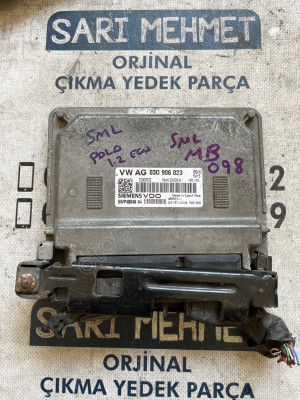 SARI MEHMET
ORJİNAL
ÇIKMA YEDEK PARÇA
SML
POLO
1.2 ECU
SML
MB
098
VW AG 03D 906 023
SIEMENS VDO
SARI MEHMET
ORJİNAL
ÇIKMA YEDEK PARÇA